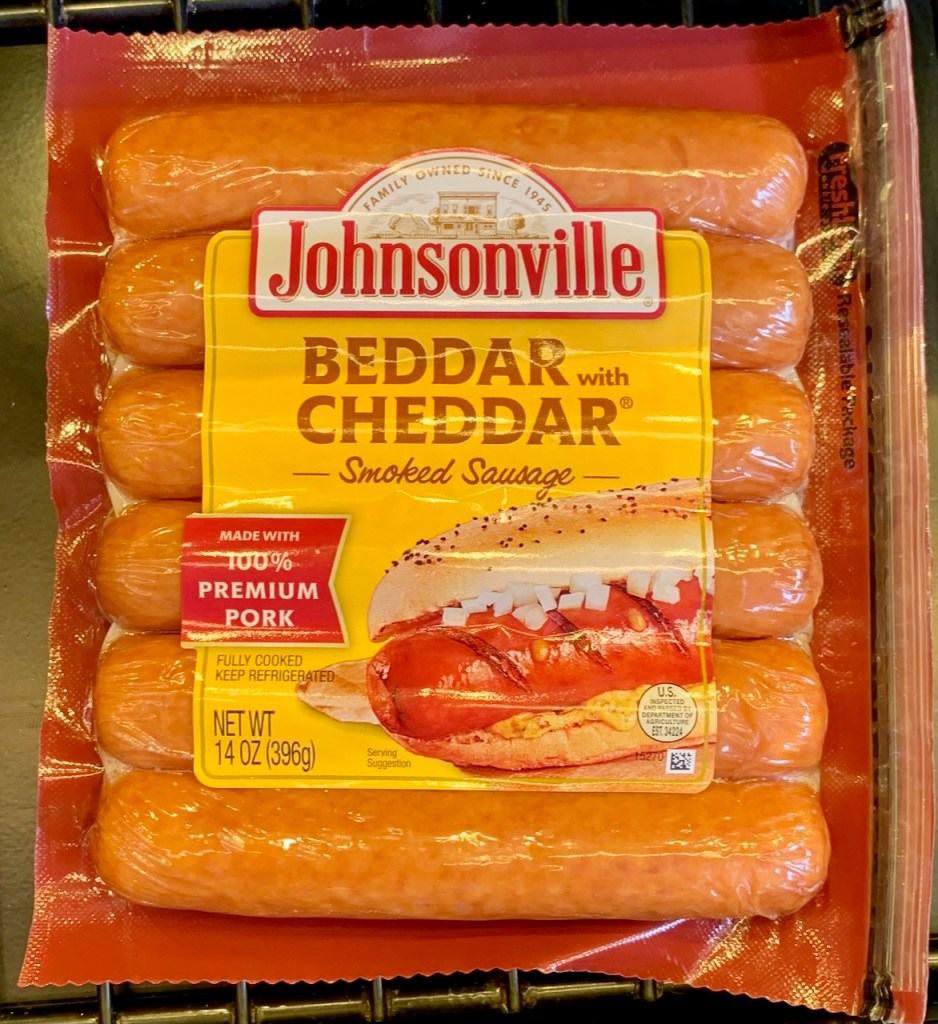 FAMILY OWNED SINCE 1945
Johnsonville®
BEDDAR with
CHEDDAR®
Smoked Sausage
MADE WITH
100%
PREMIUM
PORK
FULLY COOKED
KEEP REFRIGERATED
NET WT
14 OZ (396g)
Serving
Suggestion
U.S.
INSPECTED
AND PASSED BY
DEPARTMENT OF
AGRICULTURE
EST. 34224
15270
Resealable Package